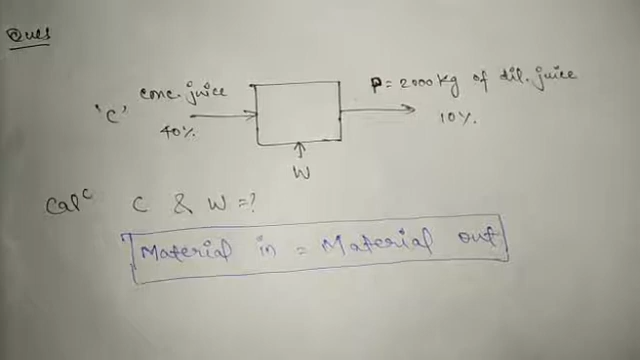 Ques
conc. juice
P = 2000 kg of dil. juice
'C'
40%
10%.
W
Calc C & W = ?
Material in = Material out